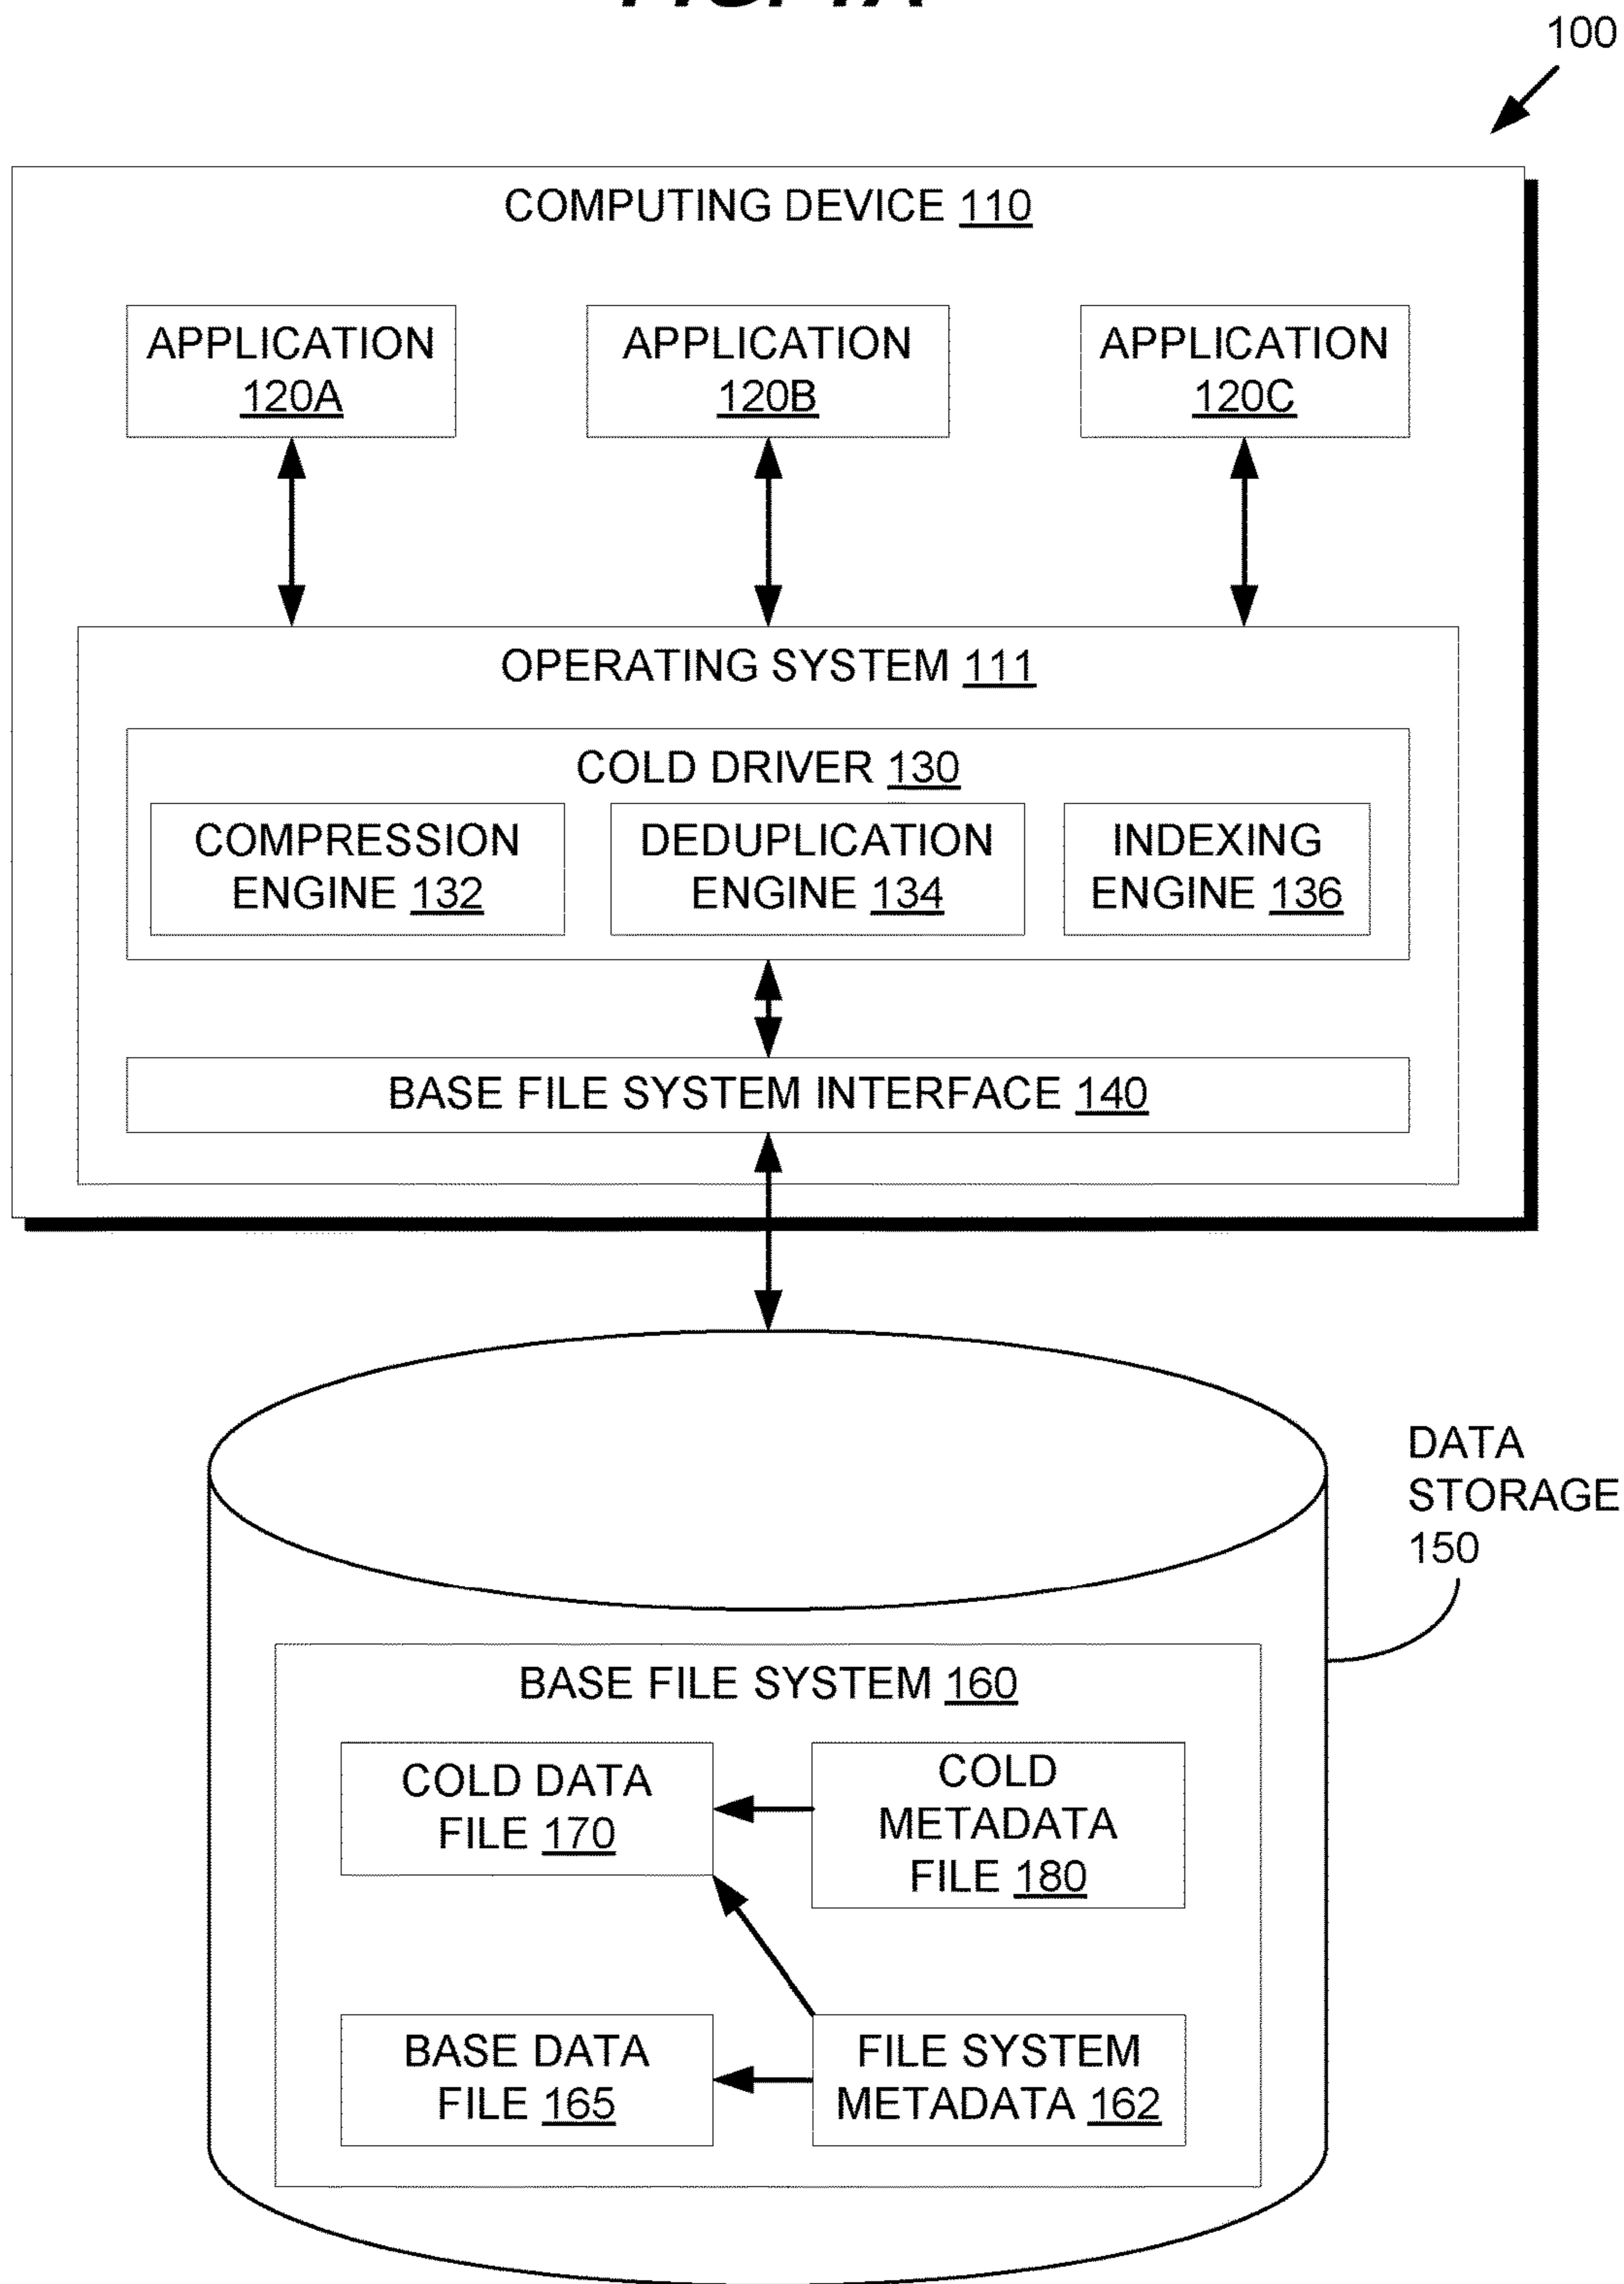 100
COMPUTING DEVICE 110
APPLICATION
120A
APPLICATION
120B
APPLICATION
120C
OPERATING SYSTEM 111
COLD DRIVER 130
COMPRESSION
ENGINE 132
DEDUPLICATION
ENGINE 134
INDEXING
ENGINE 136
BASE FILE SYSTEM INTERFACE 140
DATA
STORAGE
150
BASE FILE SYSTEM 160
COLD DATA
FILE 170
COLD
METADATA
FILE 180
BASE DATA
FILE 165
FILE SYSTEM
METADATA 162